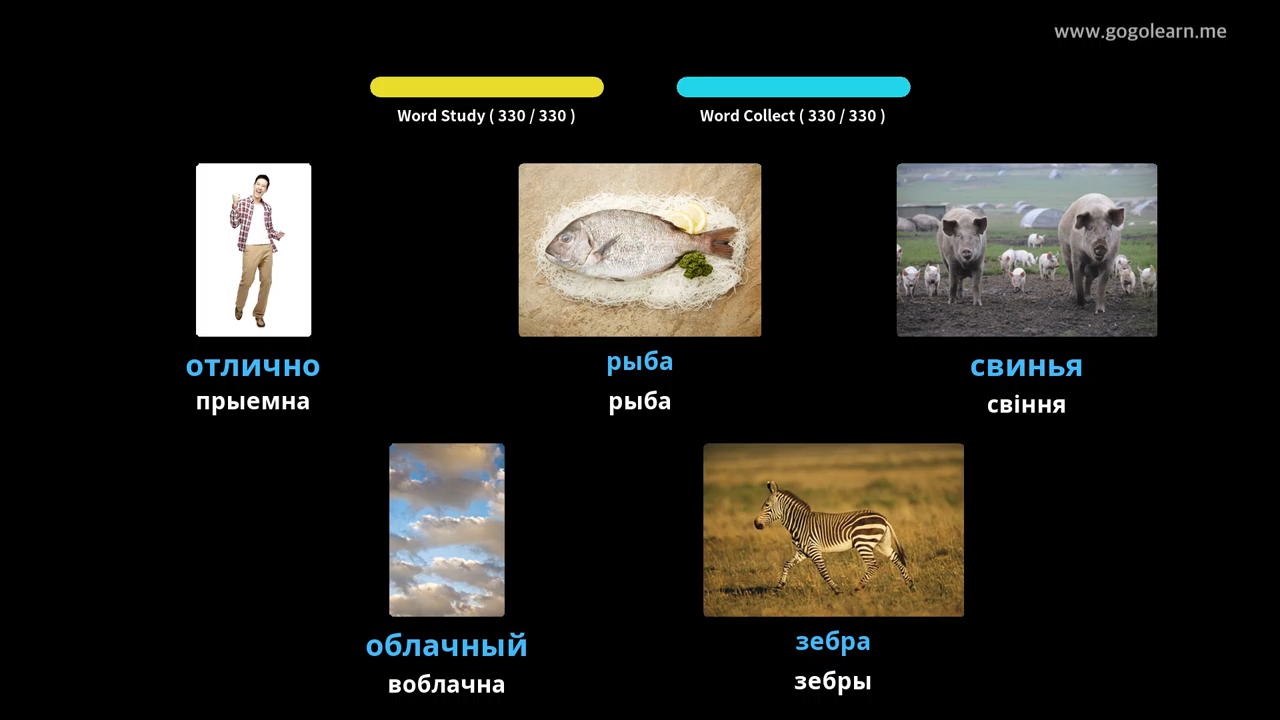 www.gogolearn.me
Word Study ( 330 / 330 )
Word Collect ( 330 / 330 )
отлично
прыемна
рыба
рыба
свинья
свіння
облачный
воблачна
зебра
зебры